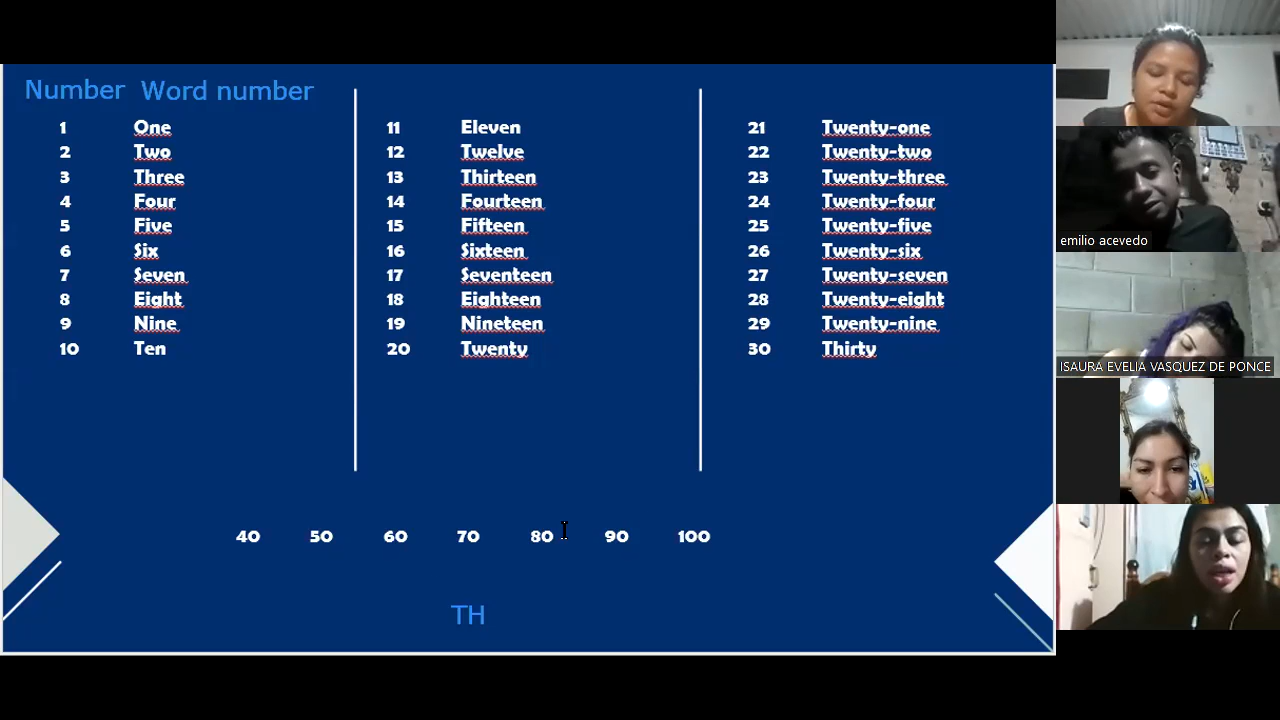 Number Word number
1 One
2 Two
3 Three
4 Four
5 Five
6 Six
7 Seven
8 Eight
9 Nine
10 Ten
11 Eleven
12 Twelve
13 Thirteen
14 Fourteen
15 Fifteen
16 Sixteen
17 Seventeen
18 Eighteen
19 Nineteen
20 Twenty
21 Twenty-one
22 Twenty-two
23 Twenty-three
24 Twenty-four
25 Twenty-five
26 Twenty-six
27 Twenty-seven
28 Twenty-eight
29 Twenty-nine
30 Thirty
40 50 60 70 80 90 100
TH
emilio acevedo
ISAURA EVELIA VASQUEZ DE PONCE